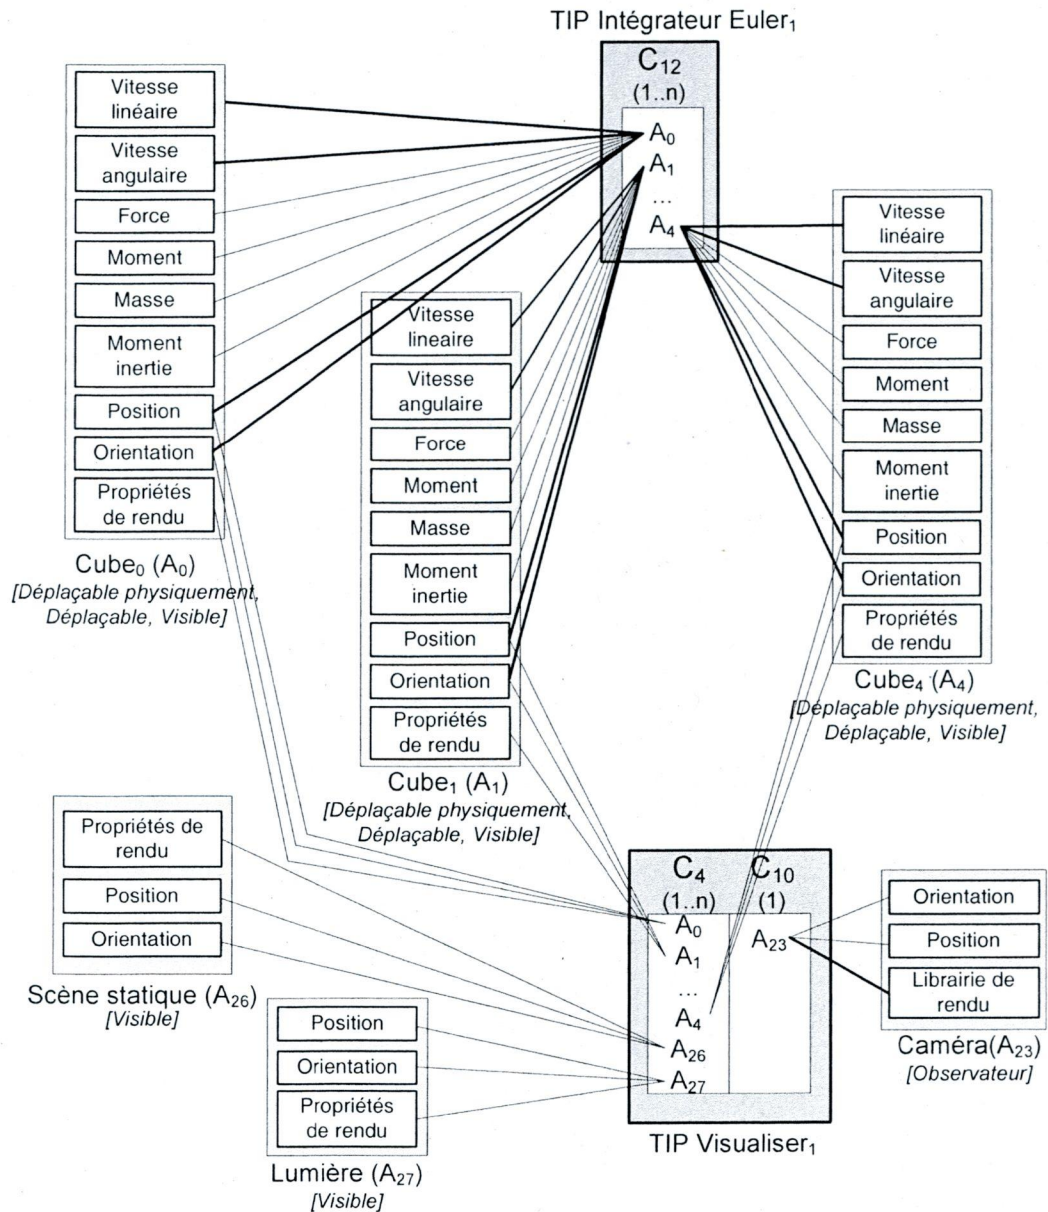 TIP Intégrateur Euler₁
C₁₂
(1..n)
A₀
A₁
...
A₄
Vitesse
linéaire
Vitesse
angulaire
Force
Moment
Masse
Moment
inertie
Position
Orientation
Propriétés
de rendu
Cube₀ (A₀)
[Déplaçable physiquement,
Déplaçable, Visible]
Vitesse
lineaire
Vitesse
angulaire
Force
Moment
Masse
Moment
inertie
Position
Orientation
Propriétés
de rendu
Cube₁ (A₁)
[Déplaçable physiquement,
Déplaçable, Visible]
Vitesse
linéaire
Vitesse
angulaire
Force
Moment
Masse
Moment
inertie
Position
Orientation
Propriétés
de rendu
Cube₄ (A₄)
[Déplaçable physiquement,
Déplaçable, Visible]
Propriétés de
rendu
Position
Orientation
Scène statique (A₂₆)
[Visible]
Position
Orientation
Propriétés
de rendu
Lumière (A₂₇)
[Visible]
C₄
(1..n)
A₀
A₁
...
A₄
A₂₆
A₂₇
C₁₀
(1)
A₂₃
TIP Visualiser₁
Orientation
Position
Librairie de
rendu
Caméra(A₂₃)
[Observateur]